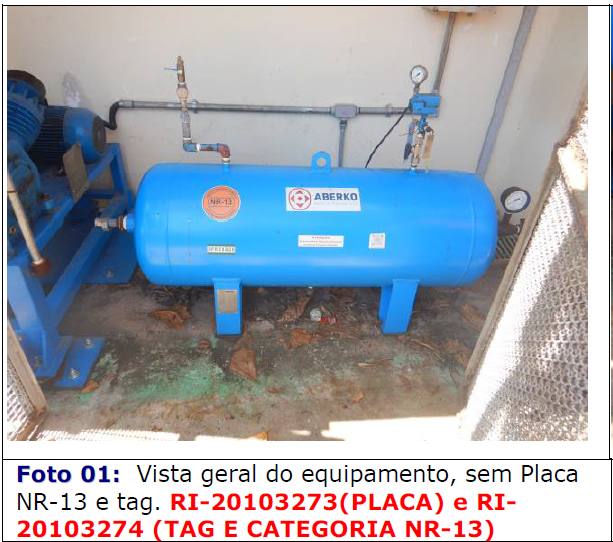 NR-13
ABERKO
Foto 01: Vista geral do equipamento, sem Placa
NR-13 e tag. RI-20103273(PLACA) e RI-
20103274 (TAG E CATEGORIA NR-13)